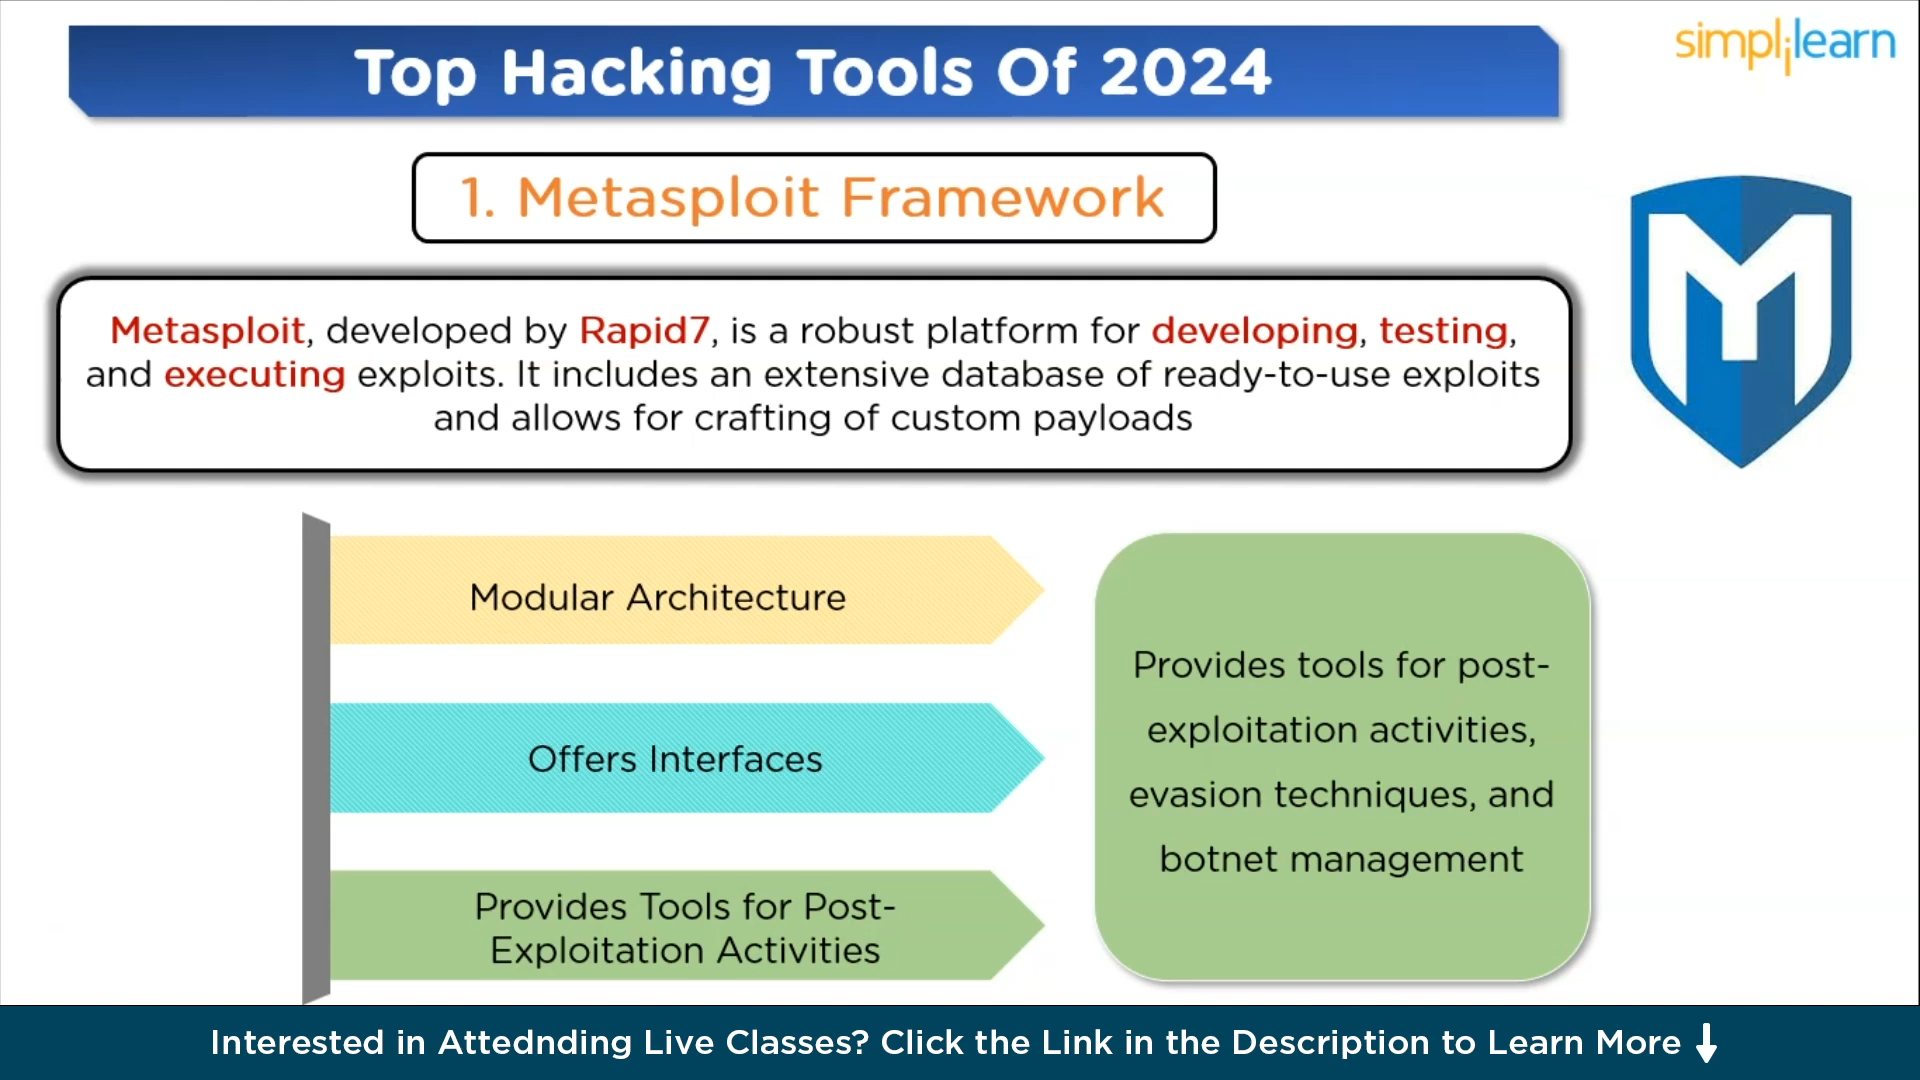 Top Hacking Tools Of 2024
simplilearn
1. Metasploit Framework
Metasploit, developed by Rapid7, is a robust platform for developing, testing,
and executing exploits. It includes an extensive database of ready-to-use exploits
and allows for crafting of custom payloads
Modular Architecture
Offers Interfaces
Provides Tools for Post-
Exploitation Activities
Provides tools for post-
exploitation activities,
evasion techniques, and
botnet management
Interested in Attednding Live Classes? Click the Link in the Description to Learn More